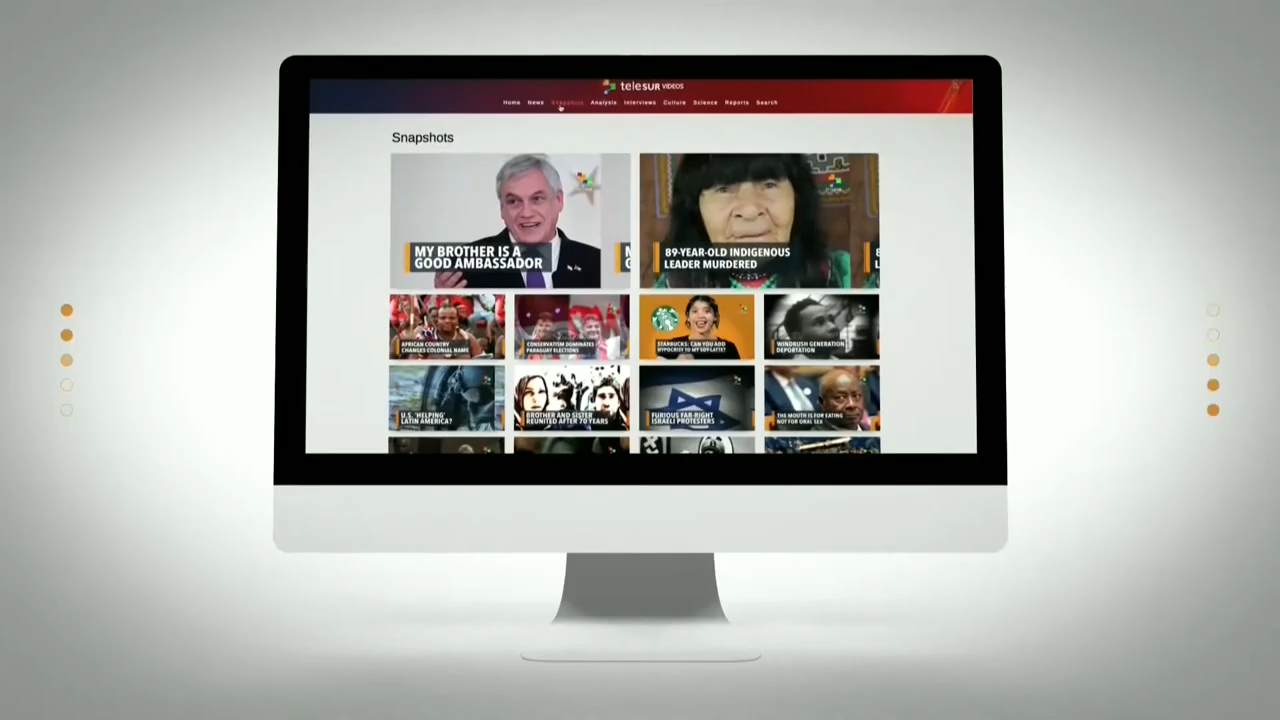 teleSUR VIDEOS
Home News Snapshots Analysis Interviews Culture Science Reports Search
Snapshots
MY BROTHER IS A
GOOD AMBASSADOR
89-YEAR-OLD INDIGENOUS
LEADER MURDERED
AFRICAN COUNTRY
CHANGES COLONIAL NAME
CONSERVATISM DOMINATES
PARAGUAY ELECTIONS
STARBUCKS: CAN YOU ADD
HYPOCRISY TO MY SOY-LATTE?
WINDRUSH GENERATION
DEPORTATION
U.S. 'HELPING'
LATIN AMERICA?
BROTHER AND SISTER
REUNITED AFTER 70 YEARS
FURIOUS FAR-RIGHT
ISRAELI PROTESTERS
THE MOUTH IS FOR EATING
NOT FOR ORAL SEX